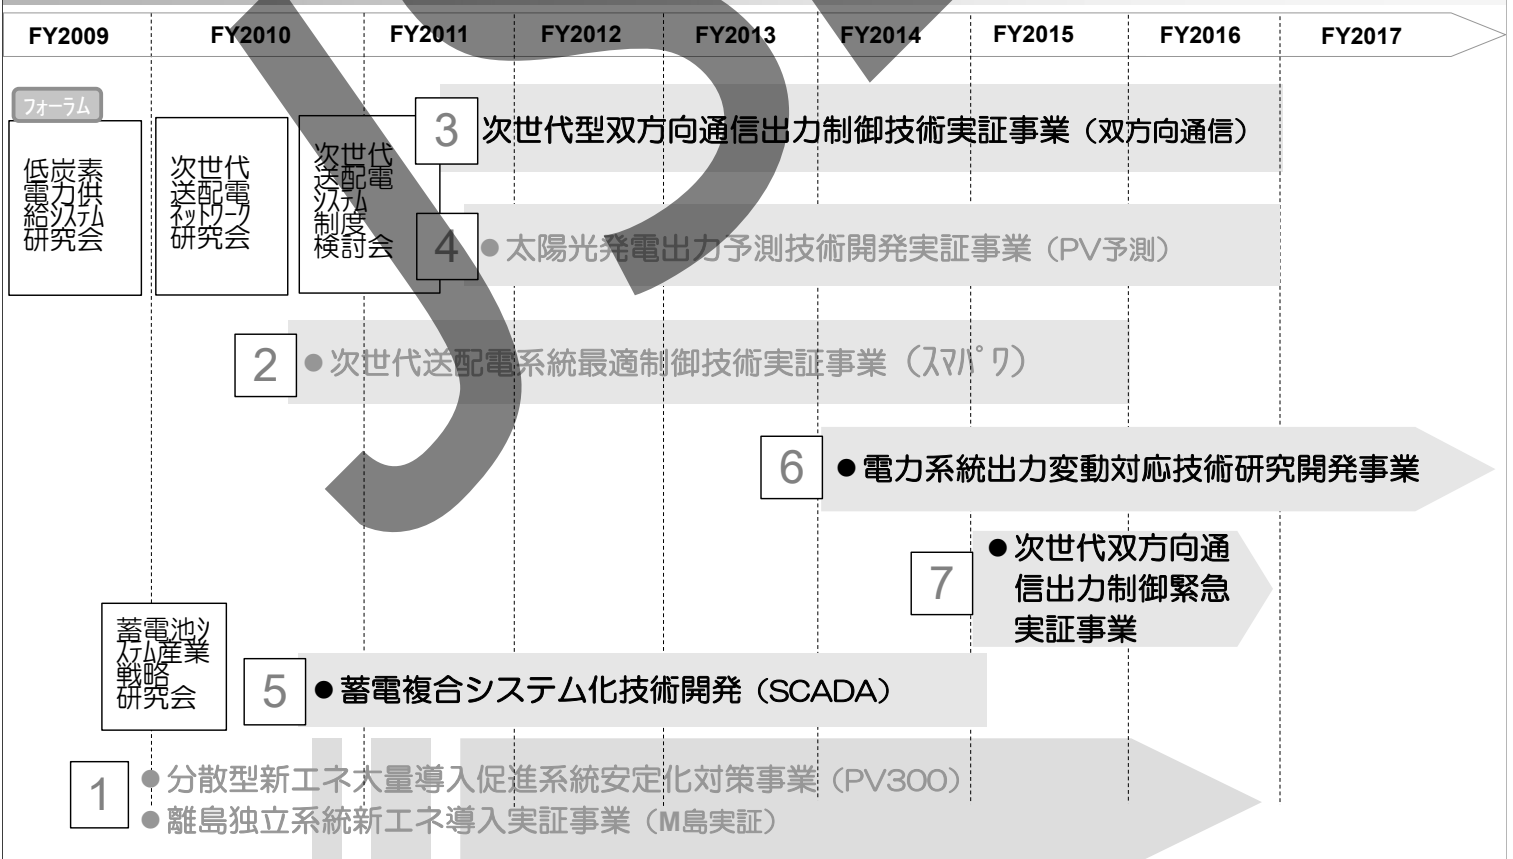 FY2009 FY2010 FY2011 FY2012 FY2013 FY2014 FY2015 FY2016 FY2017
フォーラム
低炭素
電力供
給システム
研究会
次世代
送配電
ネットワーク
研究会
次世代
送配電
システム
制度
検討会
3 次世代型双方向通信出力制御技術実証事業（双方向通信）
4 ●太陽光発電出力予測技術開発実証事業（PV予測）
2 ●次世代送配電系統最適制御技術実証事業（スマパワ）
6 ●電力系統出力変動対応技術研究開発事業
7 ●次世代双方向通
信出力制御緊急
実証事業
蓄電池シ
ステム産業
戦略
研究会
5 ●蓄電複合システム化技術開発（SCADA）
1 ●分散型新エネ大量導入促進系統安定化対策事業（PV300）
●離島独立系統新エネ導入実証事業（M島実証）